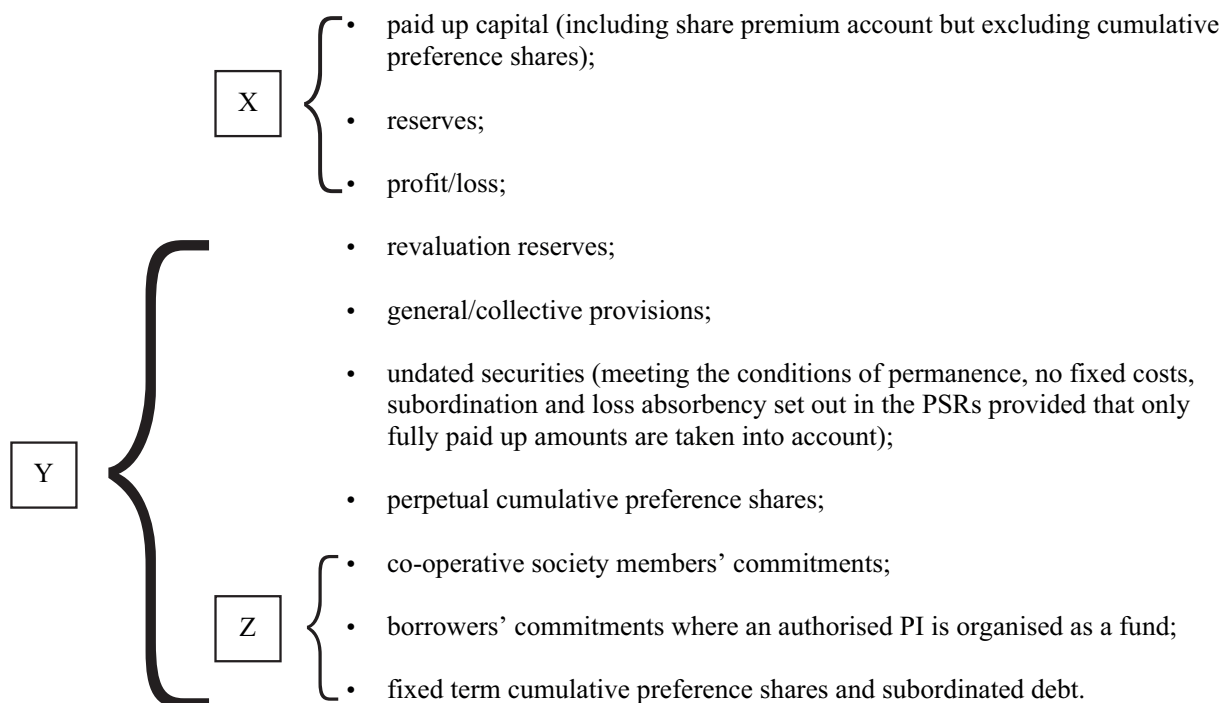 • paid up capital (including share premium account but excluding cumulative
preference shares);
X
• reserves;
• profit/loss;
• revaluation reserves;
• general/collective provisions;
• undated securities (meeting the conditions of permanence, no fixed costs,
subordination and loss absorbency set out in the PSRs provided that only
fully paid up amounts are taken into account);
Y
• perpetual cumulative preference shares;
• co-operative society members’ commitments;
Z
• borrowers’ commitments where an authorised PI is organised as a fund;
• fixed term cumulative preference shares and subordinated debt.